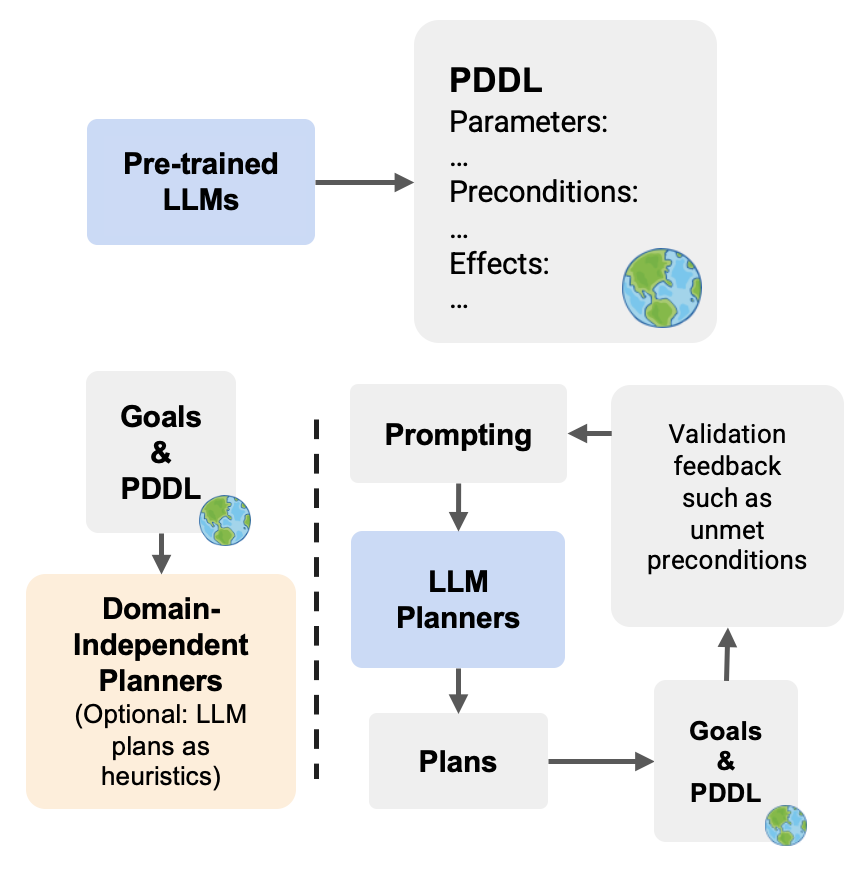 Pre-trained
LLMs
PDDL
Parameters:
...
Preconditions:
...
Effects:
...
Goals
&
PDDL
Domain-
Independent
Planners
(Optional: LLM
plans as
heuristics)
Prompting
LLM
Planners
Plans
Goals
&
PDDL
Validation
feedback
such as
unmet
preconditions